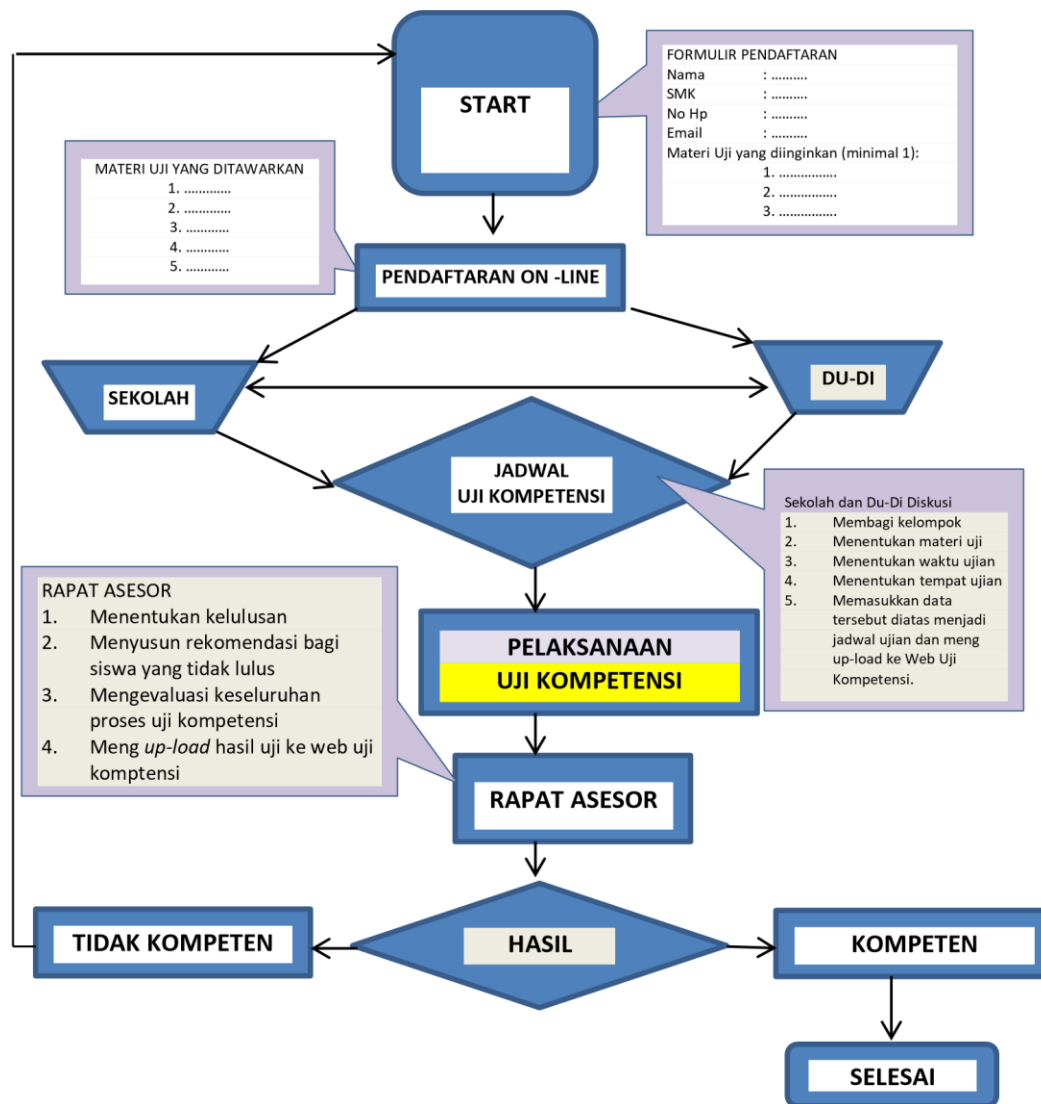 START
FORMULIR PENDAFTARAN
Nama : ..........
SMK : ..........
No Hp : ..........
Email : ..........
Materi Uji yang diinginkan (minimal 1):
1. ................
2. ................
3. ................
MATERI UJI YANG DITAWARKAN
1. .............
2. .............
3. ............
4. ............
5. ............
PENDAFTARAN ON -LINE
SEKOLAH
DU-DI
JADWAL
UJI KOMPETENSI
Sekolah dan Du-Di Diskusi
1. Membagi kelompok
2. Menentukan materi uji
3. Menentukan waktu ujian
4. Menentukan tempat ujian
5. Memasukkan data
tersebut diatas menjadi
jadwal ujian dan meng
up-load ke Web Uji
Kompetensi.
RAPAT ASESOR
1. Menentukan kelulusan
2. Menyusun rekomendasi bagi
siswa yang tidak lulus
3. Mengevaluasi keseluruhan
proses uji kompetensi
4. Meng up-load hasil uji ke web uji
komptensi
PELAKSANAAN
UJI KOMPETENSI
RAPAT ASESOR
TIDAK KOMPETEN
HASIL
KOMPETEN
SELESAI